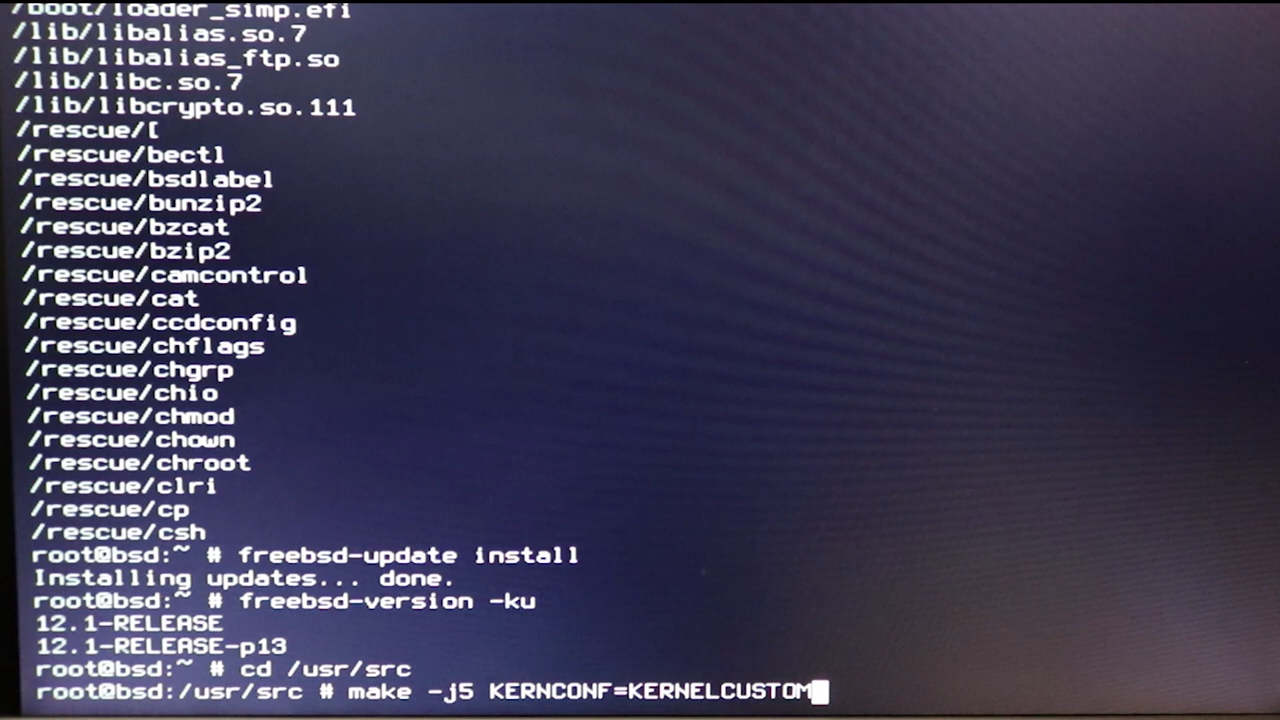 /boot/loader_simp.efi
/lib/libalias.so.7
/lib/libalias_ftp.so
/lib/libc.so.7
/lib/libcrypto.so.111
/rescue/[
/rescue/bectl
/rescue/bsdlabel
/rescue/bunzip2
/rescue/bzcat
/rescue/bzip2
/rescue/camcontrol
/rescue/cat
/rescue/ccdconfig
/rescue/chflags
/rescue/chgrp
/rescue/chio
/rescue/chmod
/rescue/chown
/rescue/chroot
/rescue/clri
/rescue/cp
/rescue/csh
root@bsd:~ # freebsd-update install
Installing updates... done.
root@bsd:~ # freebsd-version -ku
12.1-RELEASE
12.1-RELEASE-p13
root@bsd:~ # cd /usr/src
root@bsd:/usr/src # make -j5 KERNCONF=KERNELCUSTOM